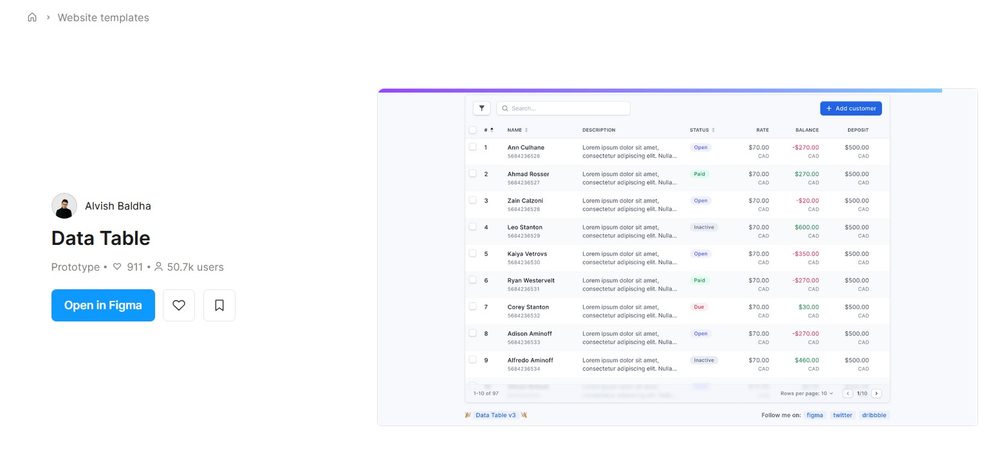 Website templates
Alvish Baldha
Data Table
Prototype • 911 • 50.7k users
Open in Figma
Search...
+ Add customer
# NAME DESCRIPTION STATUS RATE BALANCE DEPOSIT
1 Ann Culhane Lorem ipsum dolor sit amet, Open $70.00 -$270.00 $500.00
5684236526 consectetur adipiscing elit. Nulla... CAD CAD CAD
2 Ahmad Rosser Lorem ipsum dolor sit amet, Paid $70.00 $270.00 $500.00
5684236527 consectetur adipiscing elit. Nulla... CAD CAD CAD
3 Zain Calzoni Lorem ipsum dolor sit amet, Open $70.00 -$20.00 $500.00
5684236528 consectetur adipiscing elit. Nulla... CAD CAD CAD
4 Leo Stanton Lorem ipsum dolor sit amet, Inactive $70.00 $600.00 $500.00
5684236529 consectetur adipiscing elit. Nulla... CAD CAD CAD
5 Kaiya Vetrovs Lorem ipsum dolor sit amet, Open $70.00 -$350.00 $500.00
5684236530 consectetur adipiscing elit. Nulla... CAD CAD CAD
6 Ryan Westervelt Lorem ipsum dolor sit amet, Paid $70.00 -$270.00 $500.00
5684236531 consectetur adipiscing elit. Nulla... CAD CAD CAD
7 Corey Stanton Lorem ipsum dolor sit amet, Due $70.00 $30.00 $500.00
5684236532 consectetur adipiscing elit. Nulla... CAD CAD CAD
8 Adison Aminoff Lorem ipsum dolor sit amet, Open $70.00 -$270.00 $500.00
5684236533 consectetur adipiscing elit. Nulla... CAD CAD CAD
9 Alfredo Aminoff Lorem ipsum dolor sit amet, Inactive $70.00 $460.00 $500.00
5684236534 consectetur adipiscing elit. Nulla... CAD CAD CAD
1-10 of 97 Rows per page: 10 1/10
Data Table v3 Follow me on: figma twitter dribbble